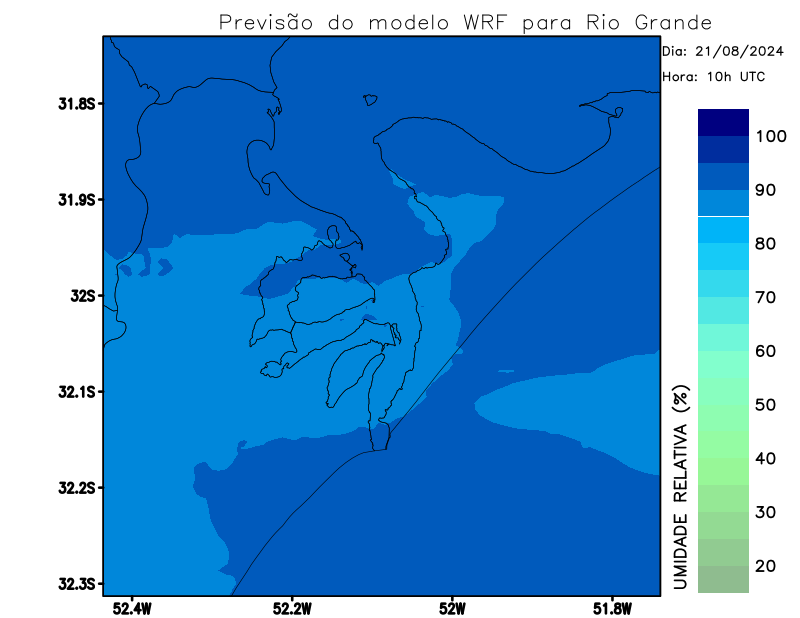 Previsão do modelo WRF para Rio Grande
Dia: 21/08/2024
Hora: 10h UTC
31.8S
31.9S
32S
32.1S
32.2S
32.3S
52.4W
52.2W
52W
51.8W
100
90
80
70
60
50
40
30
20
UMIDADE RELATIVA (%)